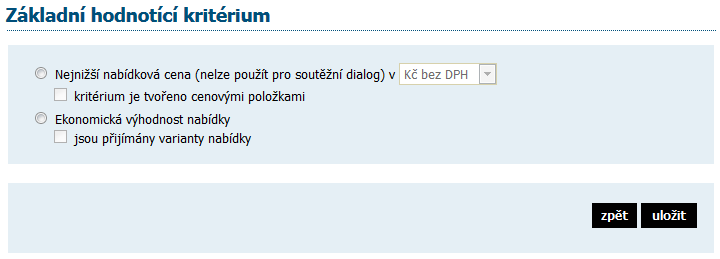 Základní hodnotící kritérium
Nejnižší nabídková cena (nelze použít pro soutěžní dialog) v Kč bez DPH
kritérium je tvořeno cenovými položkami
Ekonomická výhodnost nabídky
jsou přijímány varianty nabídky
zpět uložit